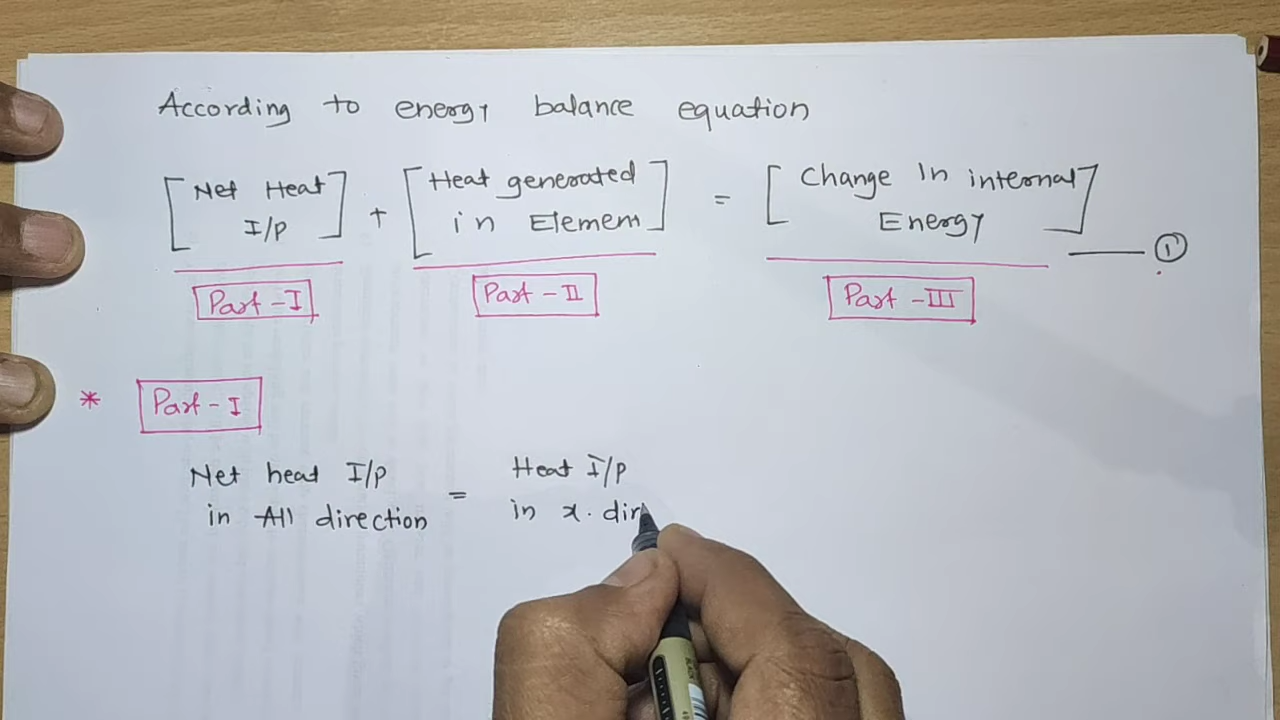 According to energy balance equation
[Net Heat I/P] + [Heat generated in Elemem] = [Change In internal Energy] —— ①
Part - I Part - II Part - III
* Part - I
Net heat I/P = Heat I/P
in All direction in x. dir